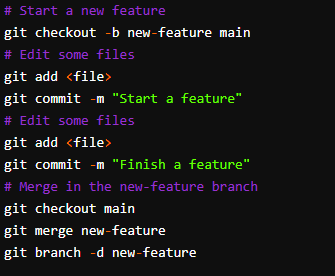 # Start a new feature
git checkout -b new-feature main
# Edit some files
git add <file>
git commit -m "Start a feature"
# Edit some files
git add <file>
git commit -m "Finish a feature"
# Merge in the new-feature branch
git checkout main
git merge new-feature
git branch -d new-feature